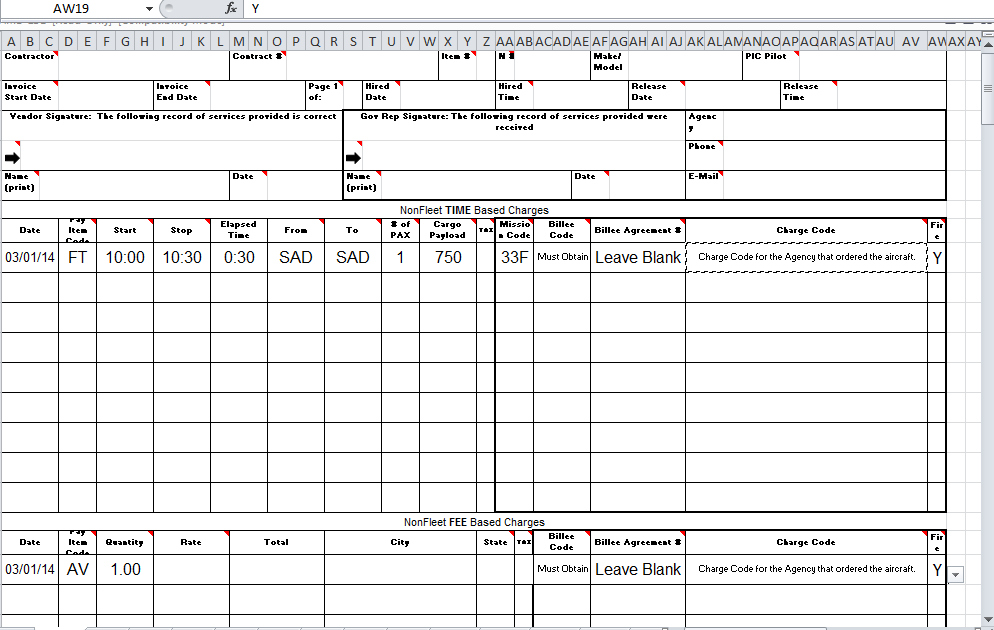 AW19 fx Y
A B C D E F G H I J K L M N O P Q R S T U V W X Y Z AA AB AC AD AE AF AG AH AI AJ AK AL AM AN AO AP AQ AR AS AT AU AV AW AX AY
Contractor Contract # Item # N # Make/ Model PIC Pilot
Invoice Start Date Invoice End Date Page 1 of: Hired Date Hired Time Release Date Release Time
Vendor Signature: The following record of services provided is correct
Gov Rep Signature: The following record of services provided were received
Agency
Phone
Name (print) Date Name (print) Date E-Mail
NonFleet TIME Based Charges
Date Pay Item Code Start Stop Elapsed Time From To # of PAX Cargo Payload TAX Mission Code Billee Code Billee Agreement # Charge Code Fire
03/01/14 FT 10:00 10:30 0:30 SAD SAD 1 750 33F Must Obtain Leave Blank Charge Code for the Agency that ordered the aircraft. Y
NonFleet FEE Based Charges
Date Pay Item Code Quantity Rate Total City State TAX Billee Code Billee Agreement # Charge Code Fire
03/01/14 AV 1.00 Must Obtain Leave Blank Charge Code for the Agency that ordered the aircraft. Y